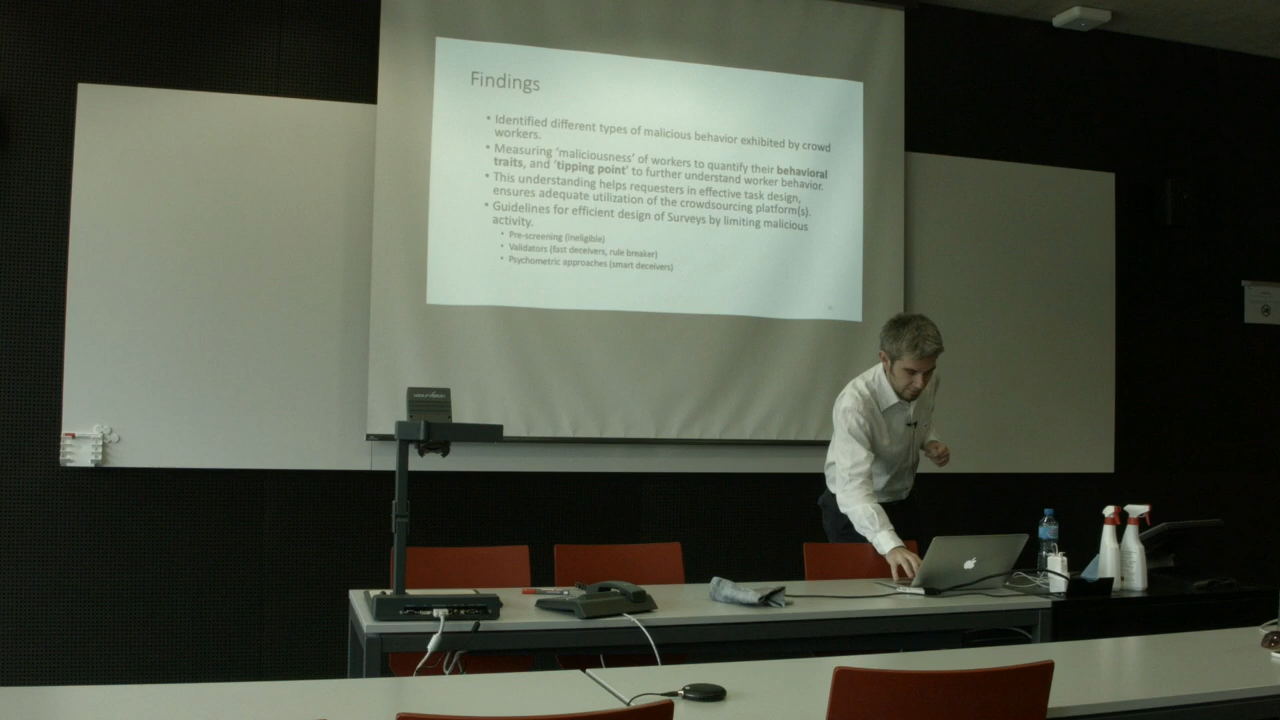 Findings
• Identified different types of malicious behavior exhibited by crowd
workers.
• Measuring ‘maliciousness’ of workers to quantify their behavioral
traits, and ‘tipping point’ to further understand worker behavior.
• This understanding helps requesters in effective task design,
ensures adequate utilization of the crowdsourcing platform(s).
• Guidelines for efficient design of Surveys by limiting malicious
activity.
• Pre-screening (ineligible)
• Validators (fast deceivers, rule breaker)
• Psychometric approaches (smart deceivers)